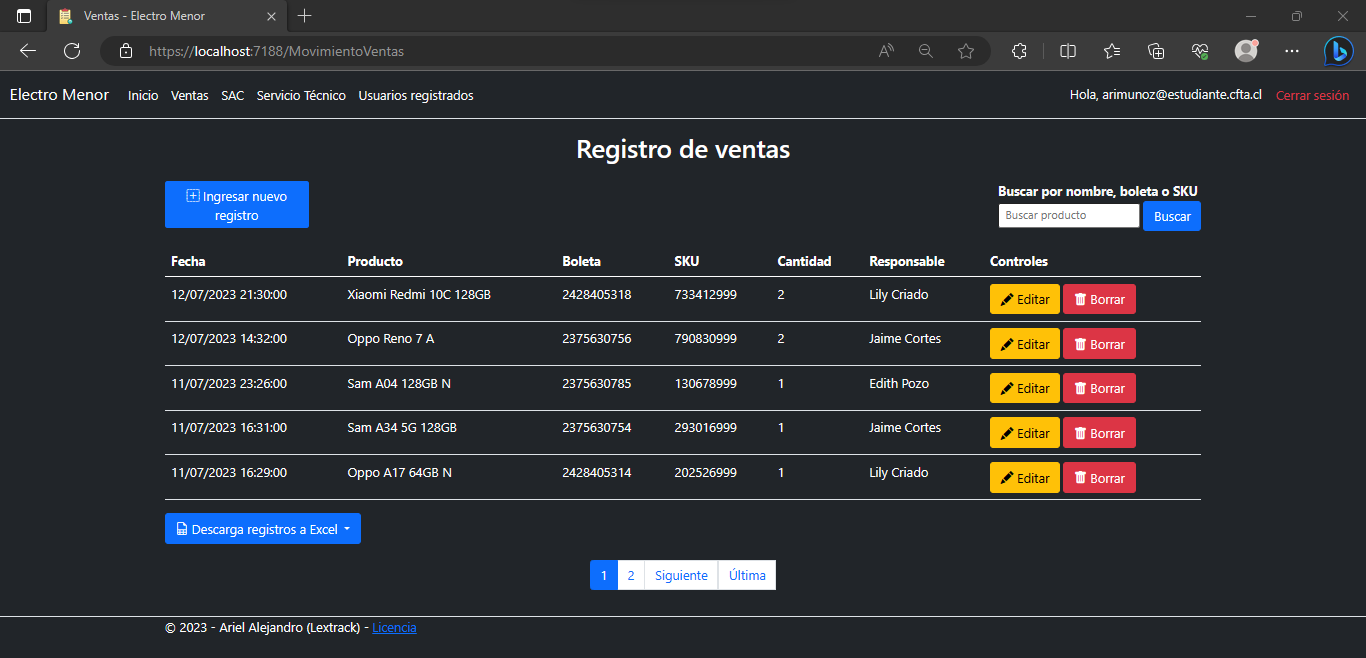 Ventas - Electro Menor
https://localhost:7188/MovimientoVentas
Electro Menor Inicio Ventas SAC Servicio Técnico Usuarios registrados Hola, arimunoz@estudiante.cfta.cl Cerrar sesión
Registro de ventas
Ingresar nuevo
registro
Buscar por nombre, boleta o SKU
Buscar producto Buscar
Fecha Producto Boleta SKU Cantidad Responsable Controles
12/07/2023 21:30:00 Xiaomi Redmi 10C 128GB 2428405318 733412999 2 Lily Criado Editar Borrar
12/07/2023 14:32:00 Oppo Reno 7 A 2375630756 790830999 2 Jaime Cortes Editar Borrar
11/07/2023 23:26:00 Sam A04 128GB N 2375630785 130678999 1 Edith Pozo Editar Borrar
11/07/2023 16:31:00 Sam A34 5G 128GB 2375630754 293016999 1 Jaime Cortes Editar Borrar
11/07/2023 16:29:00 Oppo A17 64GB N 2428405314 202526999 1 Lily Criado Editar Borrar
Descarga registros a Excel
1 2 Siguiente Última
© 2023 - Ariel Alejandro (Lextrack) - Licencia